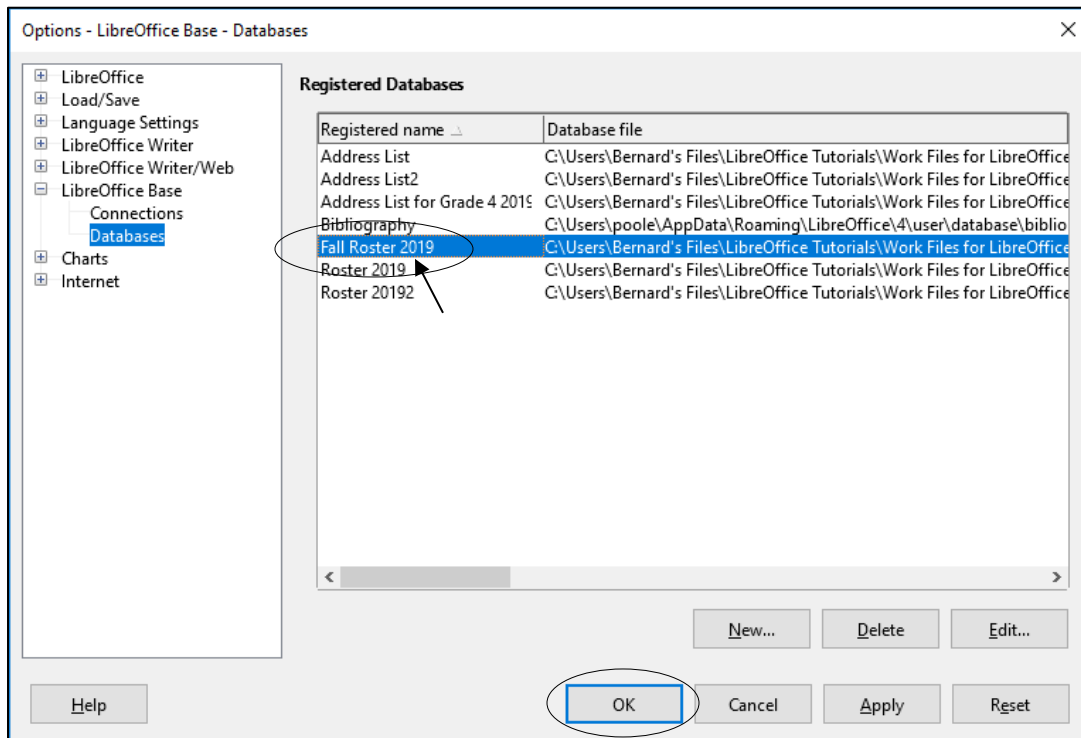 Options - LibreOffice Base - Databases
LibreOffice
Load/Save
Language Settings
LibreOffice Writer
LibreOffice Writer/Web
LibreOffice Base
Connections
Databases
Charts
Internet
Registered Databases
Registered name Database file
Address List C:\Users\Bernard's Files\LibreOffice Tutorials\Work Files for LibreOffice
Address List2 C:\Users\Bernard's Files\LibreOffice Tutorials\Work Files for LibreOffice
Address List for Grade 4 2019 C:\Users\Bernard's Files\LibreOffice Tutorials\Work Files for LibreOffice
Bibliography C:\Users\poole\AppData\Roaming\LibreOffice\4\user\database\biblio
Fall Roster 2019 C:\Users\Bernard's Files\LibreOffice Tutorials\Work Files for LibreOffice
Roster 2019 C:\Users\Bernard's Files\LibreOffice Tutorials\Work Files for LibreOffice
Roster 20192 C:\Users\Bernard's Files\LibreOffice Tutorials\Work Files for LibreOffice
New... Delete Edit...
Help OK Cancel Apply Reset